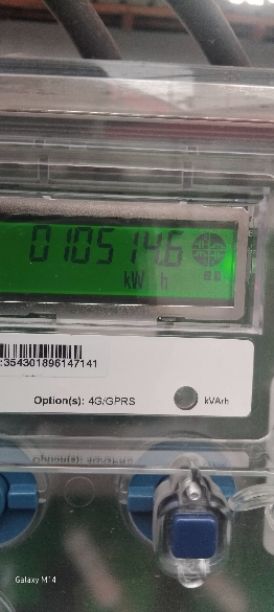 010514.6
kW h
:354301896147141
Option(s): 4G/GPRS
kVArh
Galaxy M14